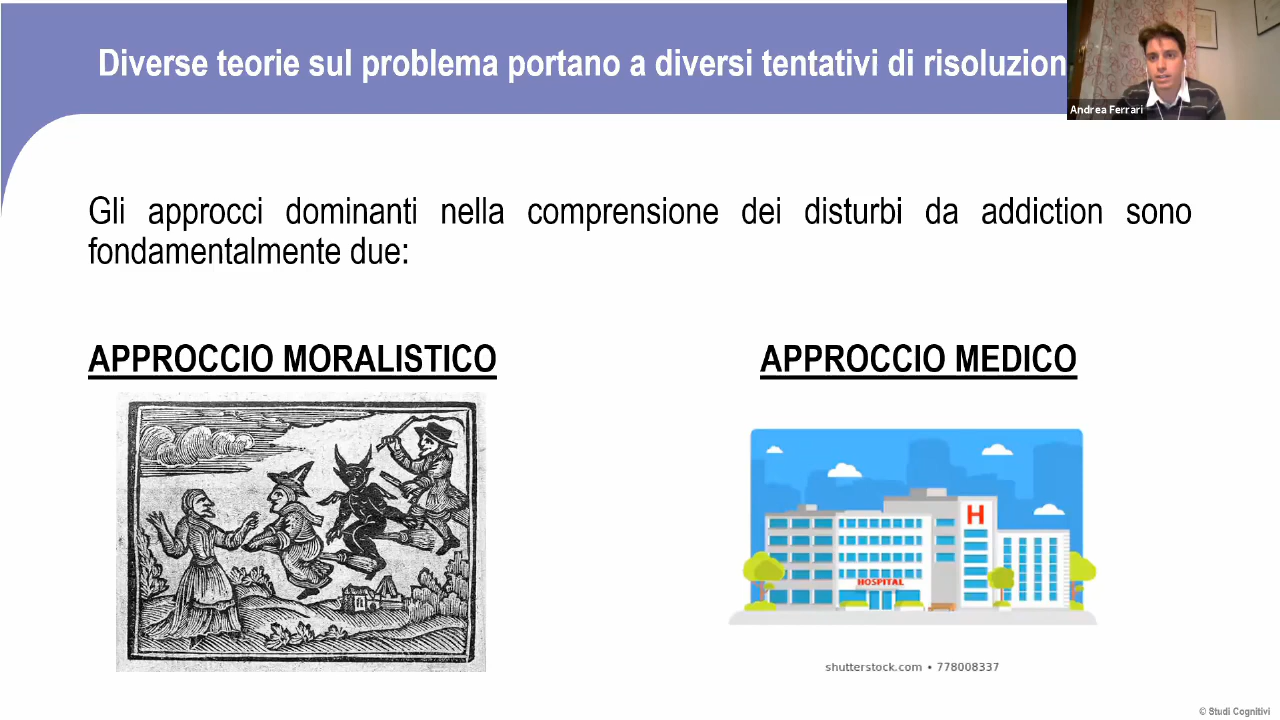 Diverse teorie sul problema portano a diversi tentativi di risoluzion
Andrea Ferrari
Gli approcci dominanti nella comprensione dei disturbi da addiction sono
fondamentalmente due:
APPROCCIO MORALISTICO
APPROCCIO MEDICO
H
HOSPITAL
shutterstock.com • 778008337
© Studi Cognitivi